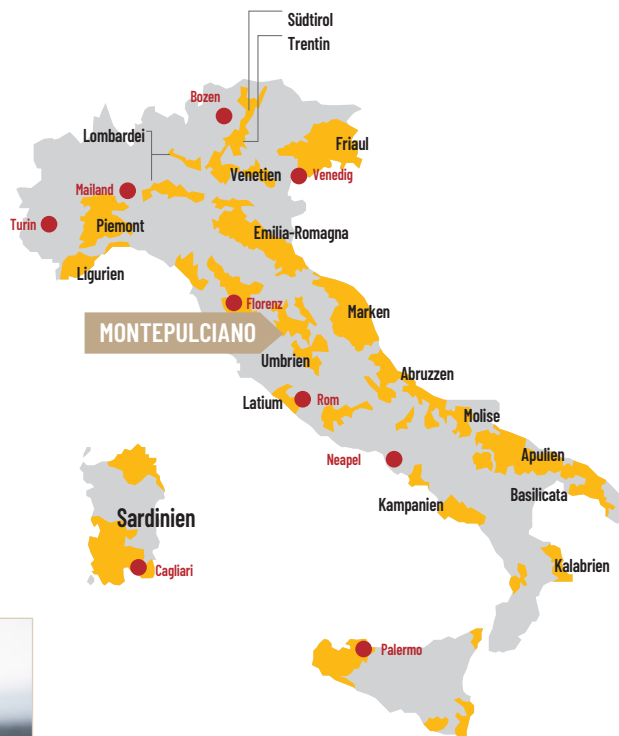 Südtirol
Trentin
Bozen
Lombardei
Friaul
Venetien
Venedig
Mailand
Turin
Piemont
Emilia-Romagna
Ligurien
Florenz
Marken
MONTEPULCIANO
Umbrien
Abruzzen
Latium
Rom
Molise
Neapel
Apulien
Basilicata
Kampanien
Sardinien
Kalabrien
Cagliari
Palermo